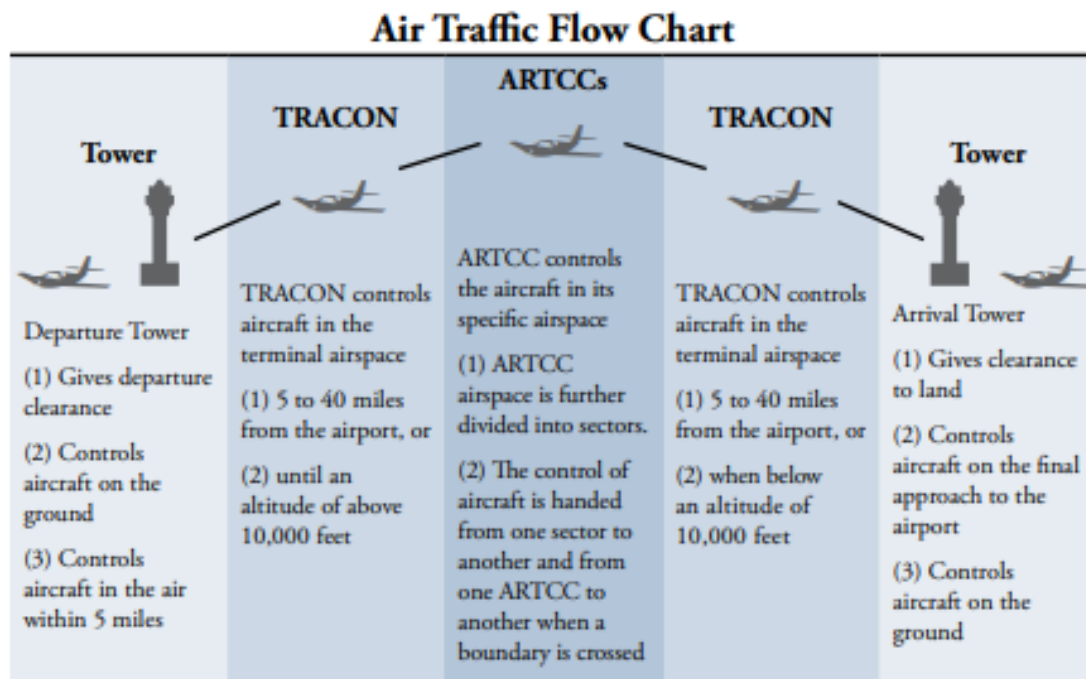 Air Traffic Flow Chart
Tower
Departure Tower
(1) Gives departure
clearance
(2) Controls
aircraft on the
ground
(3) Controls
aircraft in the air
within 5 miles
TRACON
TRACON controls
aircraft in the
terminal airspace
(1) 5 to 40 miles
from the airport, or
(2) until an
altitude of above
10,000 feet
ARTCCs
ARTCC controls
the aircraft in its
specific airspace
(1) ARTCC
airspace is further
divided into sectors.
(2) The control of
aircraft is handed
from one sector to
another and from
one ARTCC to
another when a
boundary is crossed
TRACON
TRACON controls
aircraft in the
terminal airspace
(1) 5 to 40 miles
from the airport, or
(2) when below
an altitude of
10,000 feet
Tower
Arrival Tower
(1) Gives clearance
to land
(2) Controls
aircraft on the final
approach to the
airport
(3) Controls
aircraft on the
ground